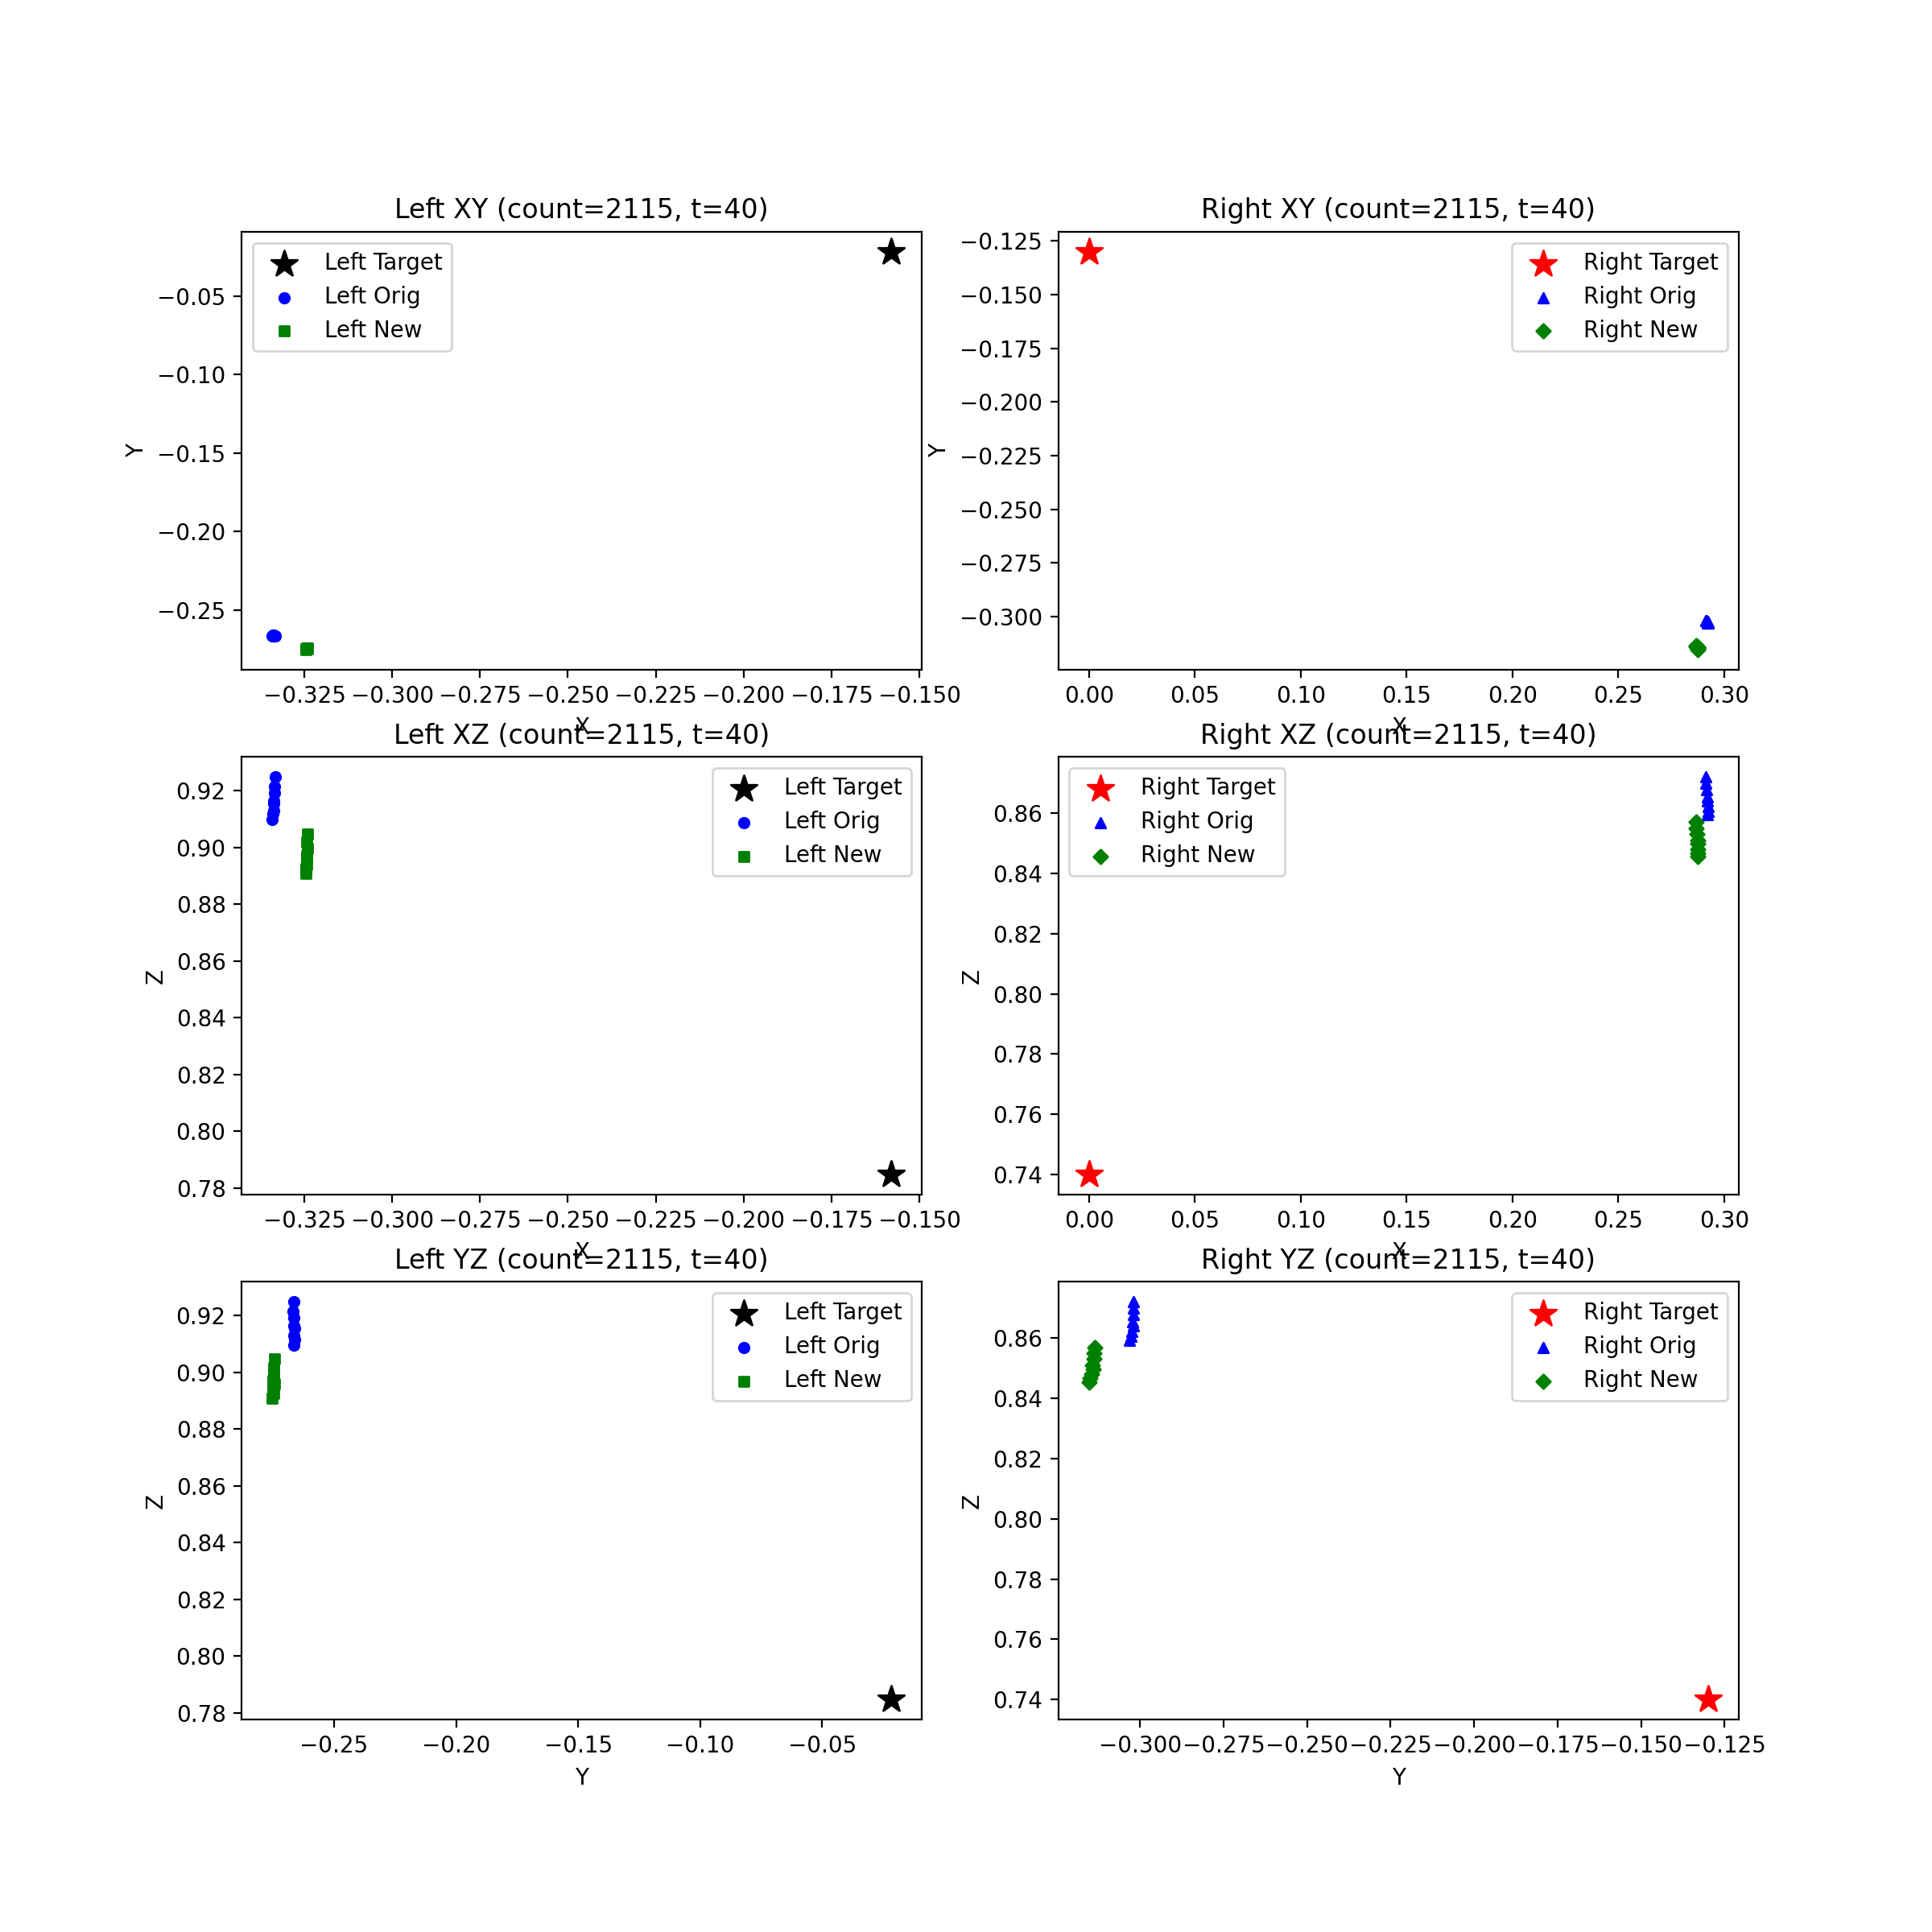 Left XY (count=2115, t=40)
Left Target
Left Orig
Left New
−0.05
−0.10
−0.15
−0.20
−0.25
Y
−0.325 −0.300 −0.275 −0.250 −0.225 −0.200 −0.175 −0.150
X
Right XY (count=2115, t=40)
Right Target
Right Orig
Right New
−0.125
−0.150
−0.175
−0.200
−0.225
−0.250
−0.275
−0.300
Y
0.00 0.05 0.10 0.15 0.20 0.25 0.30
X
Left XZ (count=2115, t=40)
Left Target
Left Orig
Left New
0.92
0.90
0.88
0.86
0.84
0.82
0.80
0.78
Z
−0.325 −0.300 −0.275 −0.250 −0.225 −0.200 −0.175 −0.150
X
Right XZ (count=2115, t=40)
Right Target
Right Orig
Right New
0.86
0.84
0.82
0.80
0.78
0.76
0.74
Z
0.00 0.05 0.10 0.15 0.20 0.25 0.30
X
Left YZ (count=2115, t=40)
Left Target
Left Orig
Left New
0.92
0.90
0.88
0.86
0.84
0.82
0.80
0.78
Z
−0.25 −0.20 −0.15 −0.10 −0.05
Y
Right YZ (count=2115, t=40)
Right Target
Right Orig
Right New
0.86
0.84
0.82
0.80
0.78
0.76
0.74
Z
−0.300 −0.275 −0.250 −0.225 −0.200 −0.175 −0.150 −0.125
Y